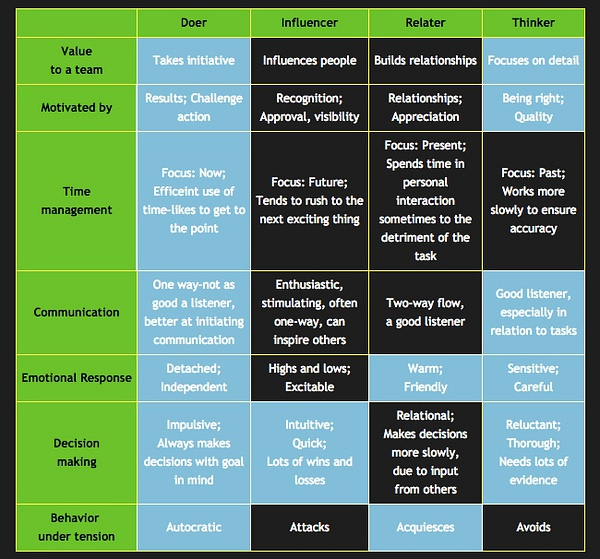 Doer Influencer Relater Thinker
Value
to a team
Takes initiative
Influences people
Builds relationships
Focuses on detail
Motivated by
Results; Challenge
action
Recognition;
Approval, visibility
Relationships;
Appreciation
Being right;
Quality
Time
management
Focus: Now;
Efficeint use of
time-likes to get to
the point
Focus: Future;
Tends to rush to the
next exciting thing
Focus: Present;
Spends time in
personal
interaction
sometimes to the
detriment of the
task
Focus: Past;
Works more
slowly to ensure
accuracy
Communication
One way-not as
good a listener,
better at initiating
communication
Enthusiastic,
stimulating, often
one-way, can
inspire others
Two-way flow,
a good listener
Good listener,
especially in
relation to tasks
Emotional Response
Detached;
Independent
Highs and lows;
Excitable
Warm;
Friendly
Sensitive;
Careful
Decision
making
Impulsive;
Always makes
decisions with goal
in mind
Intuitive;
Quick;
Lots of wins and
losses
Relational;
Makes decisions
more slowly,
due to input
from others
Reluctant;
Thorough;
Needs lots of
evidence
Behavior
under tension
Autocratic
Attacks
Acquiesces
Avoids